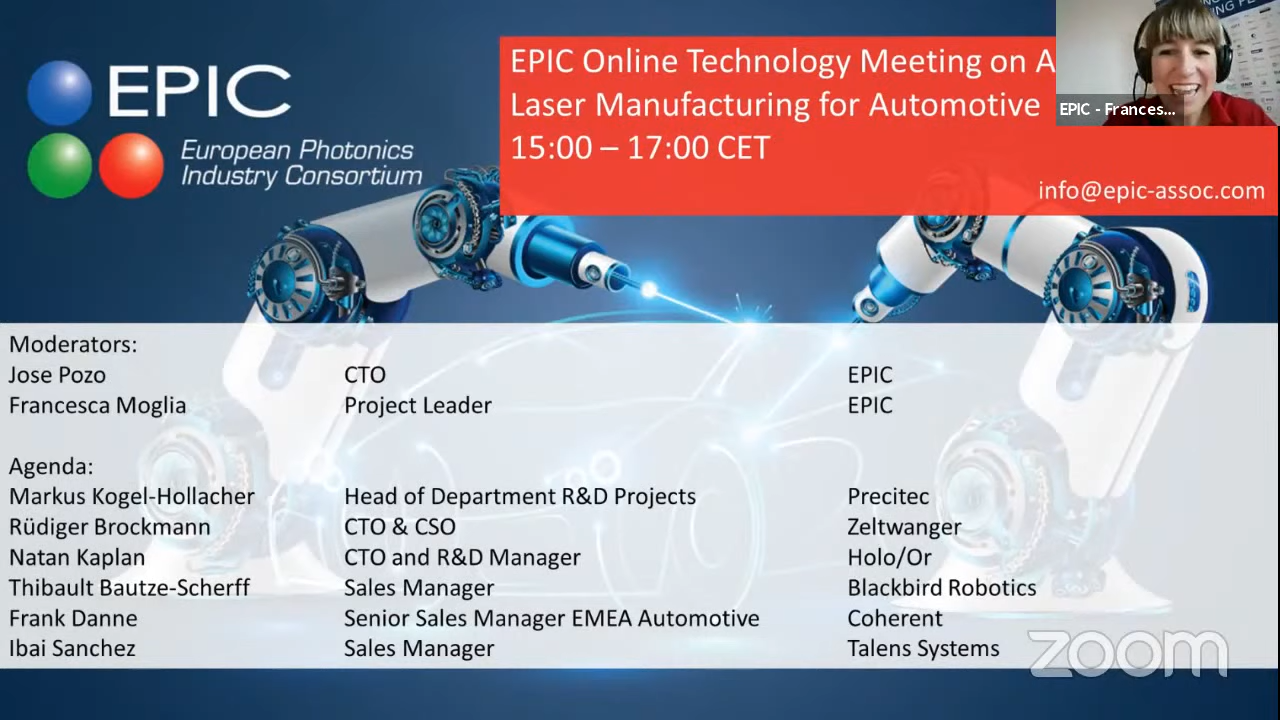 EPIC
European Photonics
Industry Consortium
EPIC Online Technology Meeting on A
Laser Manufacturing for Automotive
15:00 – 17:00 CET
info@epic-assoc.com
EPIC - Frances...
Moderators:
Jose Pozo CTO EPIC
Francesca Moglia Project Leader EPIC
Agenda:
Markus Kogel-Hollacher Head of Department R&D Projects Precitec
Rüdiger Brockmann CTO & CSO Zeltwanger
Natan Kaplan CTO and R&D Manager Holo/Or
Thibault Bautze-Scherff Sales Manager Blackbird Robotics
Frank Danne Senior Sales Manager EMEA Automotive Coherent
Ibai Sanchez Sales Manager Talens Systems
zoom